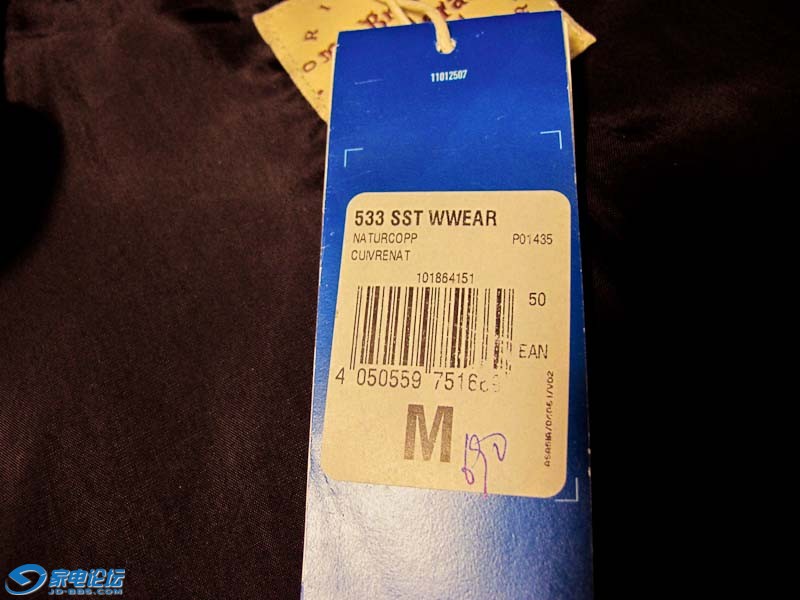 11012507
533 SST WWEAR
NATURCOPP P01435
CUIVRENAT
101864151
50
EAN
4 050559
M
家电论坛
JD-BBS.COM